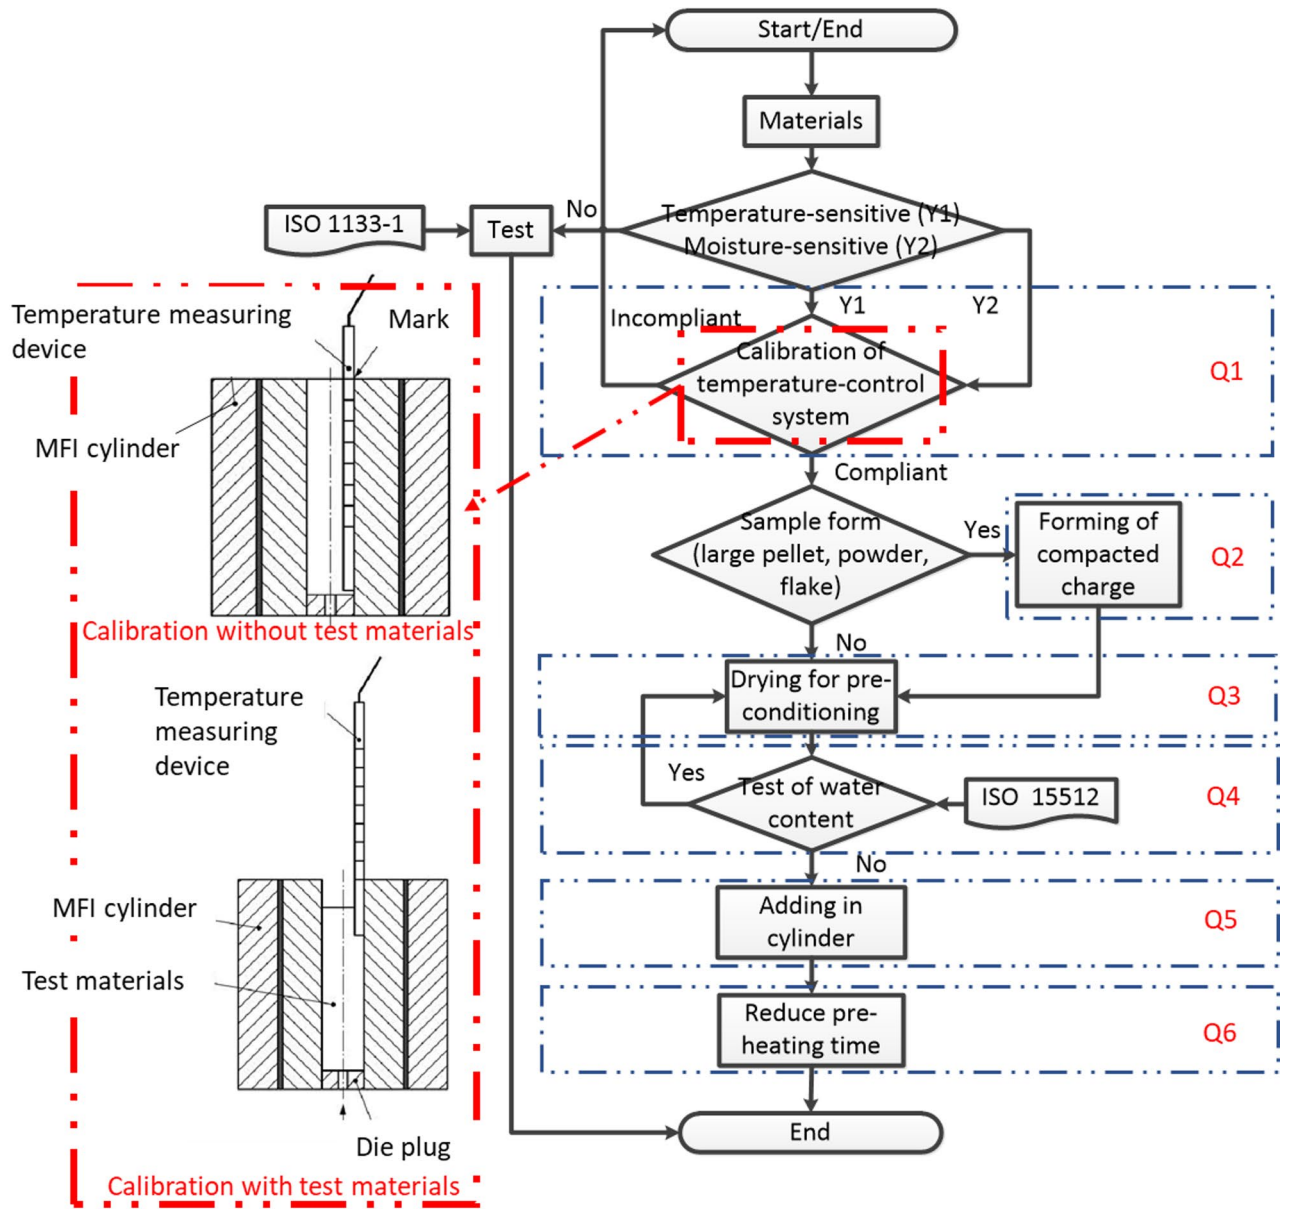 Start/End
Materials
Temperature-sensitive (Y1)
Moisture-sensitive (Y2)
No
Test
ISO 1133-1
Y1
Y2
Incompliant
Calibration of
temperature-control
system
Q1
Compliant
Sample form
(large pellet, powder,
flake)
Yes
Forming of
compacted
charge
Q2
No
Drying for pre-
conditioning
Q3
Yes
Test of water
content
ISO 15512
Q4
No
Adding in
cylinder
Q5
Reduce pre-
heating time
Q6
End
Temperature measuring
device
Mark
MFI cylinder
Calibration without test materials
Temperature
measuring
device
MFI cylinder
Test materials
Die plug
Calibration with test materials